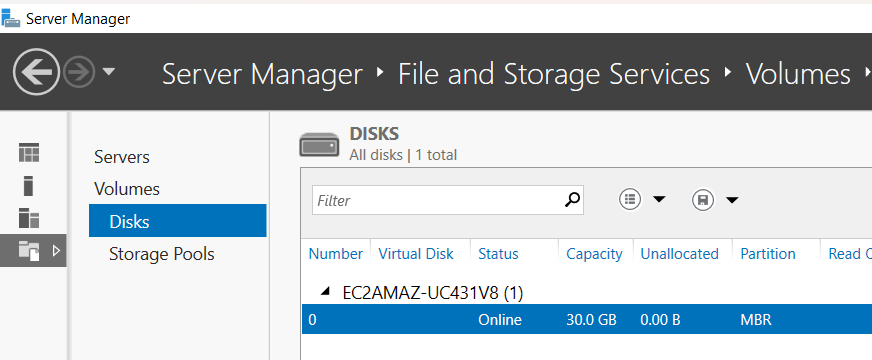 Server Manager
Server Manager ‣ File and Storage Services ‣ Volumes ‣
Servers
Volumes
Disks
Storage Pools
DISKS
All disks | 1 total
Filter
Number Virtual Disk Status Capacity Unallocated Partition Read O
EC2AMAZ-UC431V8 (1)
0 Online 30.0 GB 0.00 B MBR